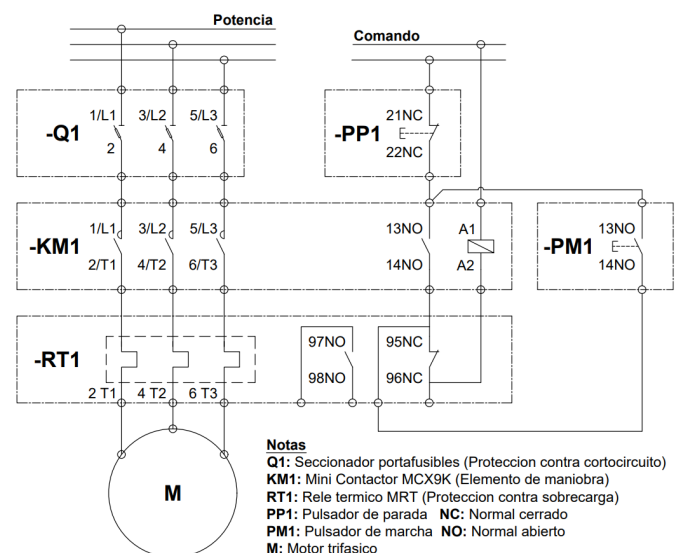 Potencia
Comando
1/L1 3/L2 5/L3
-Q1
2 4 6
21NC
-PP1
22NC
1/L1 3/L2 5/L3
-KM1
2/T1 4/T2 6/T3
13NO A1
14NO A2
13NO
-PM1
14NO
-RT1
97NO 95NC
98NO 96NC
2 T1 4 T2 6 T3
M
Notas
Q1: Seccionador portafusibles (Proteccion contra cortocircuito)
KM1: Mini Contactor MCX9K (Elemento de maniobra)
RT1: Rele termico MRT (Proteccion contra sobrecarga)
PP1: Pulsador de parada NC: Normal cerrado
PM1: Pulsador de marcha NO: Normal abierto
M: Motor trifasico